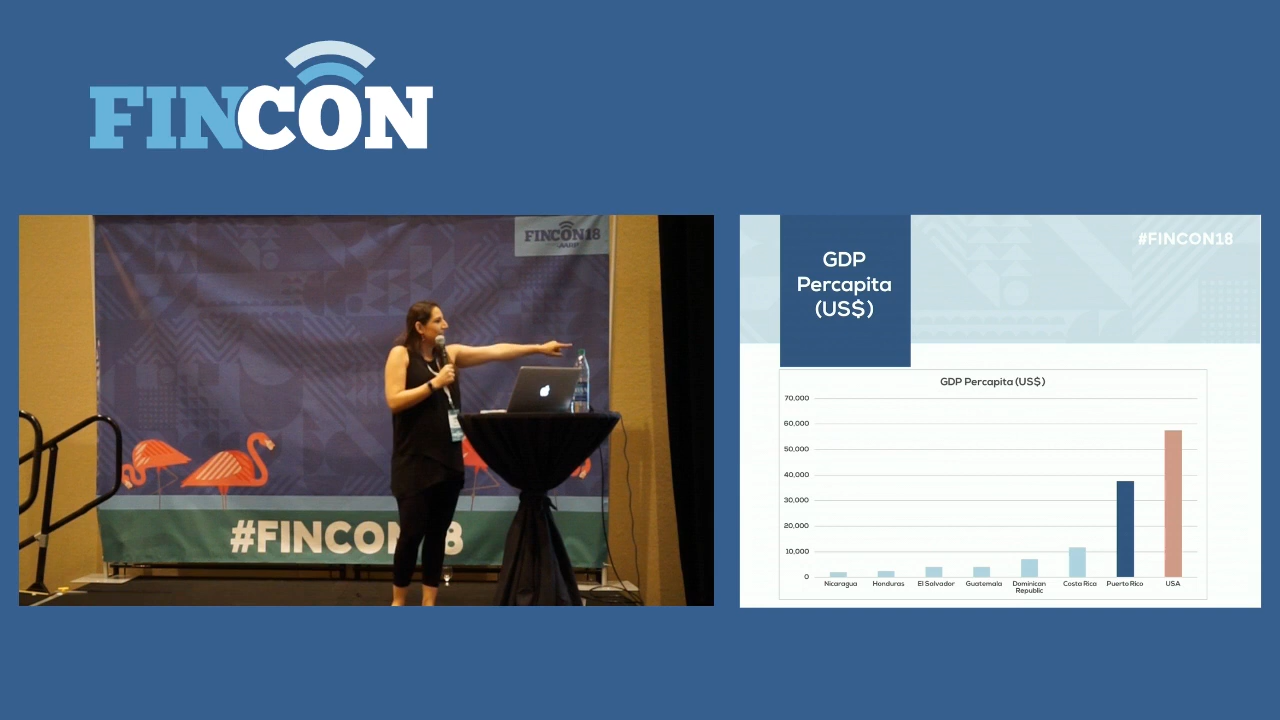 FINCON
FINCON18
AARP
#FINCON18
#FINCON18
GDP
Percapita
(US$)
GDP Percapita (US$)
70,000
60,000
50,000
40,000
30,000
20,000
10,000
0
Nicaragua Honduras El Salvador Guatemala Dominican Republic Costa Rica Puerto Rico USA